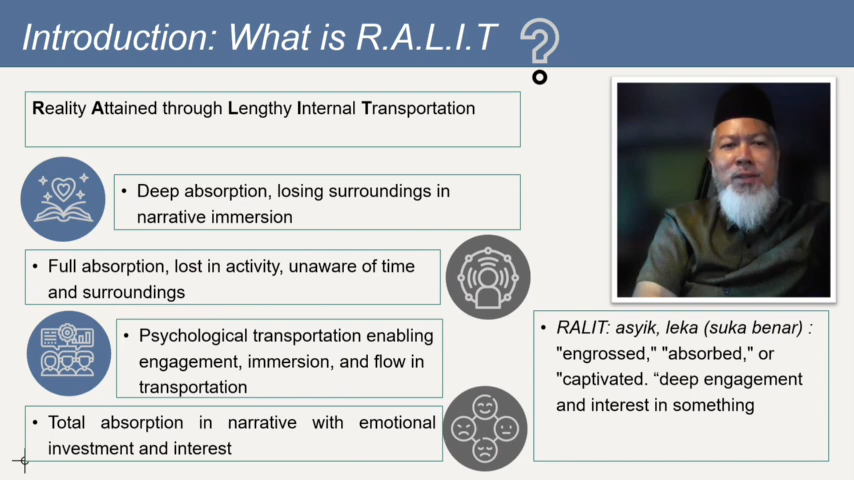 Introduction: What is R.A.L.I.T
Reality Attained through Lengthy Internal Transportation
• Deep absorption, losing surroundings in
narrative immersion
• Full absorption, lost in activity, unaware of time
and surroundings
• Psychological transportation enabling
engagement, immersion, and flow in
transportation
• Total absorption in narrative with emotional
investment and interest
• RALIT: asyik, leka (suka benar) :
"engrossed," "absorbed," or
"captivated. “deep engagement
and interest in something